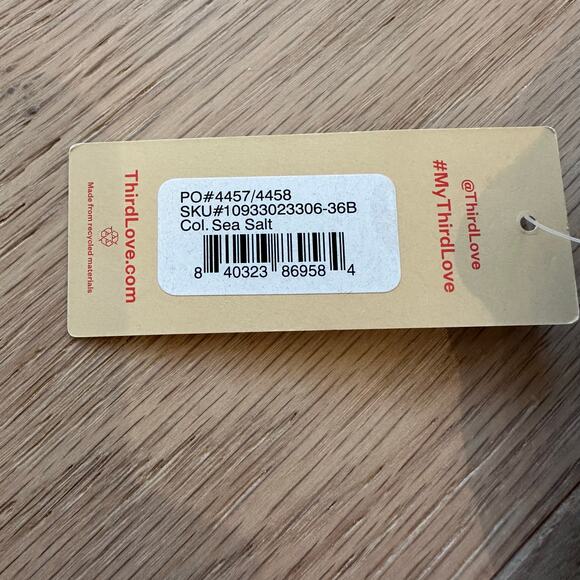 PO#4457/4458
SKU#10933023306-36B
Col. Sea Salt
8 40323 86958 4
ThirdLove.com
Made from recycled materials
@ThirdLove
#MyThirdLove